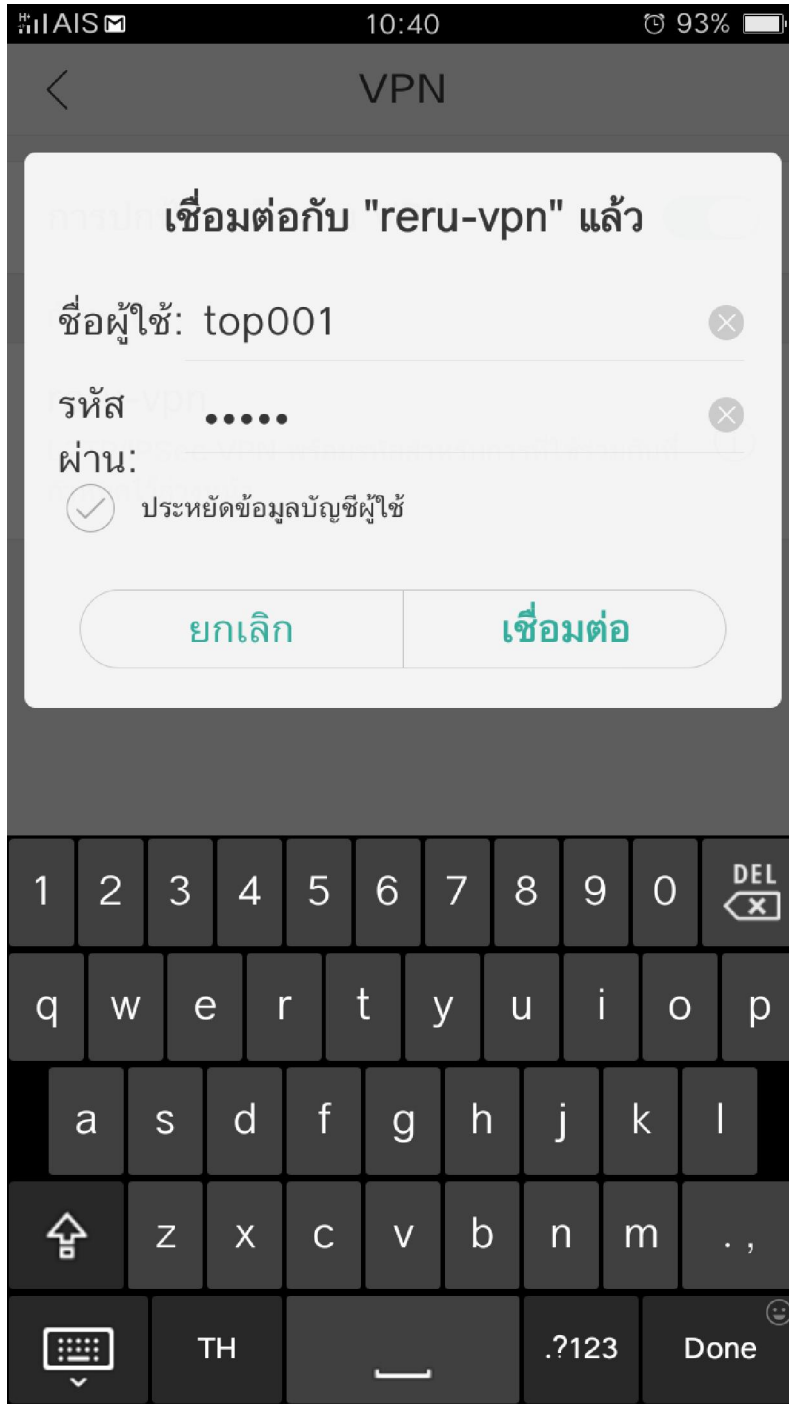 AIS 10:40 93%
VPN
เชื่อมต่อกับ "reru-vpn" แล้ว
ชื่อผู้ใช้: top001
รหัส
ผ่าน: •••••
ประหยัดข้อมูลบัญชีผู้ใช้
ยกเลิก เชื่อมต่อ
1 2 3 4 5 6 7 8 9 0 DEL
q w e r t y u i o p
a s d f g h j k l
z x c v b n m . ,
TH .?123 Done